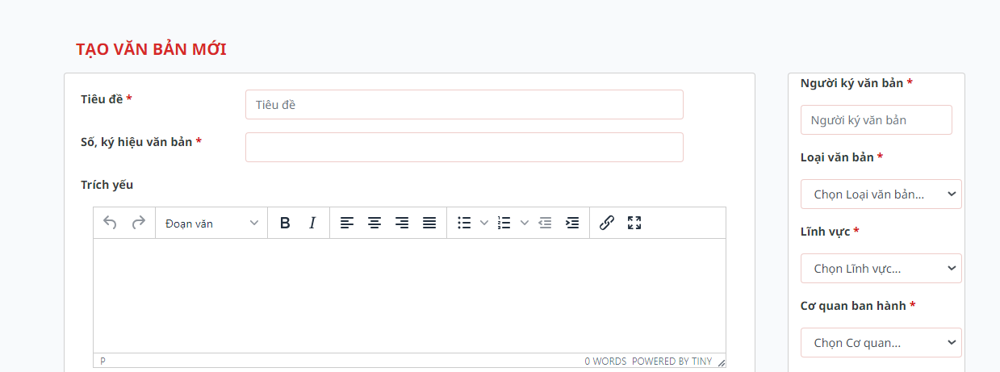 TẠO VĂN BẢN MỚI
Tiêu đề *
Tiêu đề
Số, ký hiệu văn bản *
Trích yếu
Đoạn văn
B I
P
0 WORDS POWERED BY TINY
Người ký văn bản *
Người ký văn bản
Loại văn bản *
Chọn Loại văn bản...
Lĩnh vực *
Chọn Lĩnh vực...
Cơ quan ban hành *
Chọn Cơ quan...